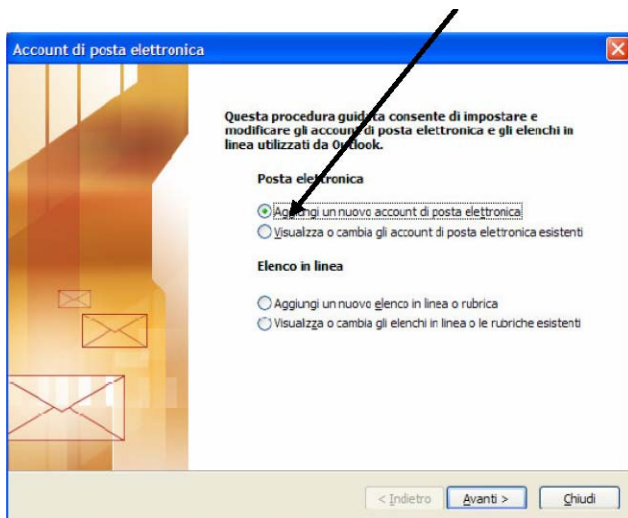 Account di posta elettronica
Questa procedura guidata consente di impostare e
modificare gli account di posta elettronica e gli elenchi in
linea utilizzati da Outlook.
Posta elettronica
Aggiungi un nuovo account di posta elettronica
Visualizza o cambia gli account di posta elettronica esistenti
Elenco in linea
Aggiungi un nuovo elenco in linea o rubrica
Visualizza o cambia gli elenchi in linea o le rubriche esistenti
< Indietro Avanti > Chiudi